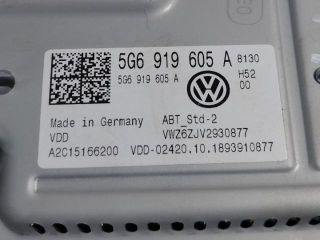 5G6 919 605 A 8130
5G6 919 605 A H52
00
Made in Germany ABT_Std-2
VDD VWZ6ZJV2930877
A2C15166200 VDD-02420.10.1893910877